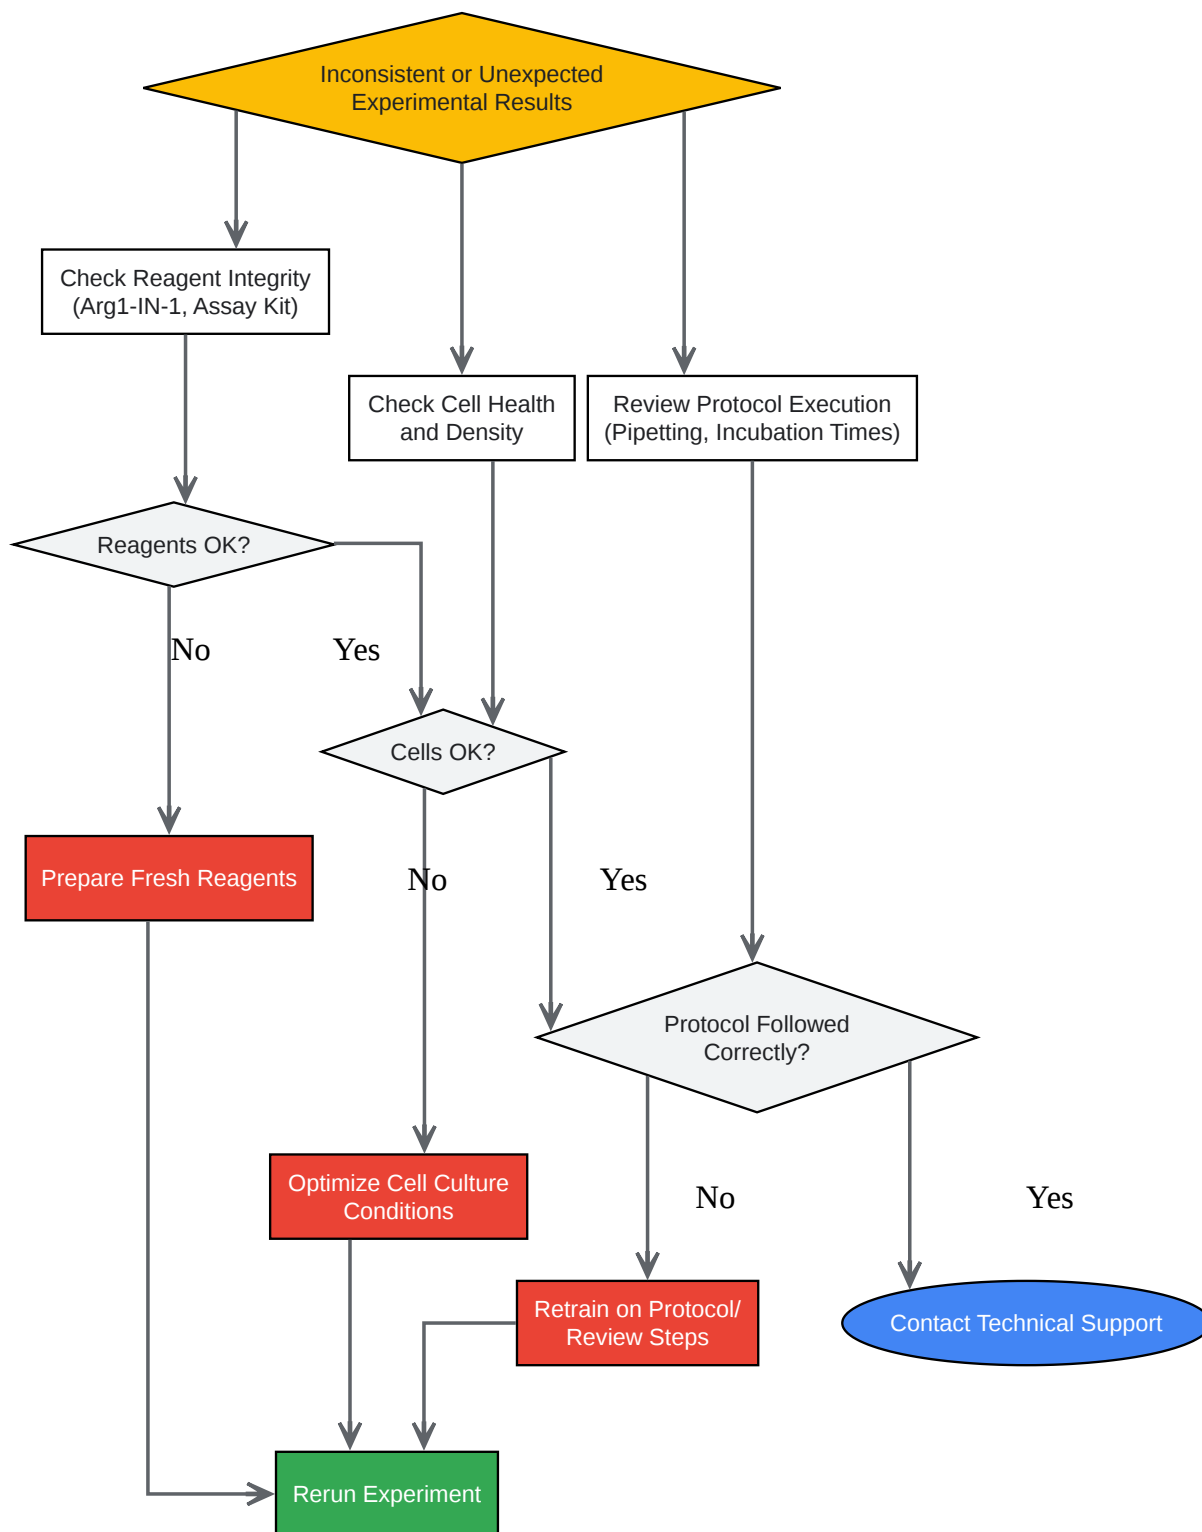 Inconsistent or Unexpected
Experimental Results
Check Reagent Integrity
(Arg1-IN-1, Assay Kit)
Check Cell Health
and Density
Review Protocol Execution
(Pipetting, Incubation Times)
Reagents OK?
No
Yes
Cells OK?
Prepare Fresh Reagents
No
Yes
Protocol Followed
Correctly?
Optimize Cell Culture
Conditions
No
Yes
Retrain on Protocol/
Review Steps
Contact Technical Support
Rerun Experiment